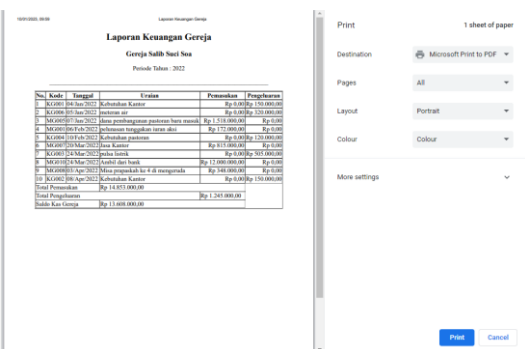 10/01/2023, 20:58 Laporan Keuangan Gereja
Laporan Keuangan Gereja
Gereja Salib Suci Soa
Periode Tahun : 2022
No. Kode Tanggal Uraian Pemasukan Pengeluaran
1 KG001 04/Jan/2022 Kebutuhan Kantor Rp 0,00 Rp 150.000,00
2 KG006 05/Jan/2022 meteran air Rp 0,00 Rp 320.000,00
3 MG005 07/Jan/2022 dana pembangunan pastoran baru masuk Rp 1.518.000,00 Rp 0,00
4 MG001 06/Feb/2022 pelunasan tunggakan iuran aksi Rp 172.000,00 Rp 0,00
5 KG004 10/Feb/2022 Kebutuhan pastoran Rp 0,00 Rp 120.000,00
6 MG007 20/Mar/2022 Jasa Kantor Rp 815.000,00 Rp 0,00
7 KG003 24/Mar/2022 pulsa listrik Rp 0,00 Rp 505.000,00
8 MG010 24/Mar/2022 Ambil dari bank Rp 12.000.000,00 Rp 0,00
9 MG008 03/Apr/2022 Misa prapaskah ke 4 di mengeruda Rp 348.000,00 Rp 0,00
10 KG002 08/Apr/2022 Kebutuhan Kantor Rp 0,00 Rp 150.000,00
Total Pemasukan Rp 14.853.000,00
Total Pengeluaran Rp 1.245.000,00
Saldo Kas Gereja Rp 13.608.000,00
Print 1 sheet of paper
Destination Microsoft Print to PDF
Pages All
Layout Portrait
Colour Colour
More settings
Print Cancel